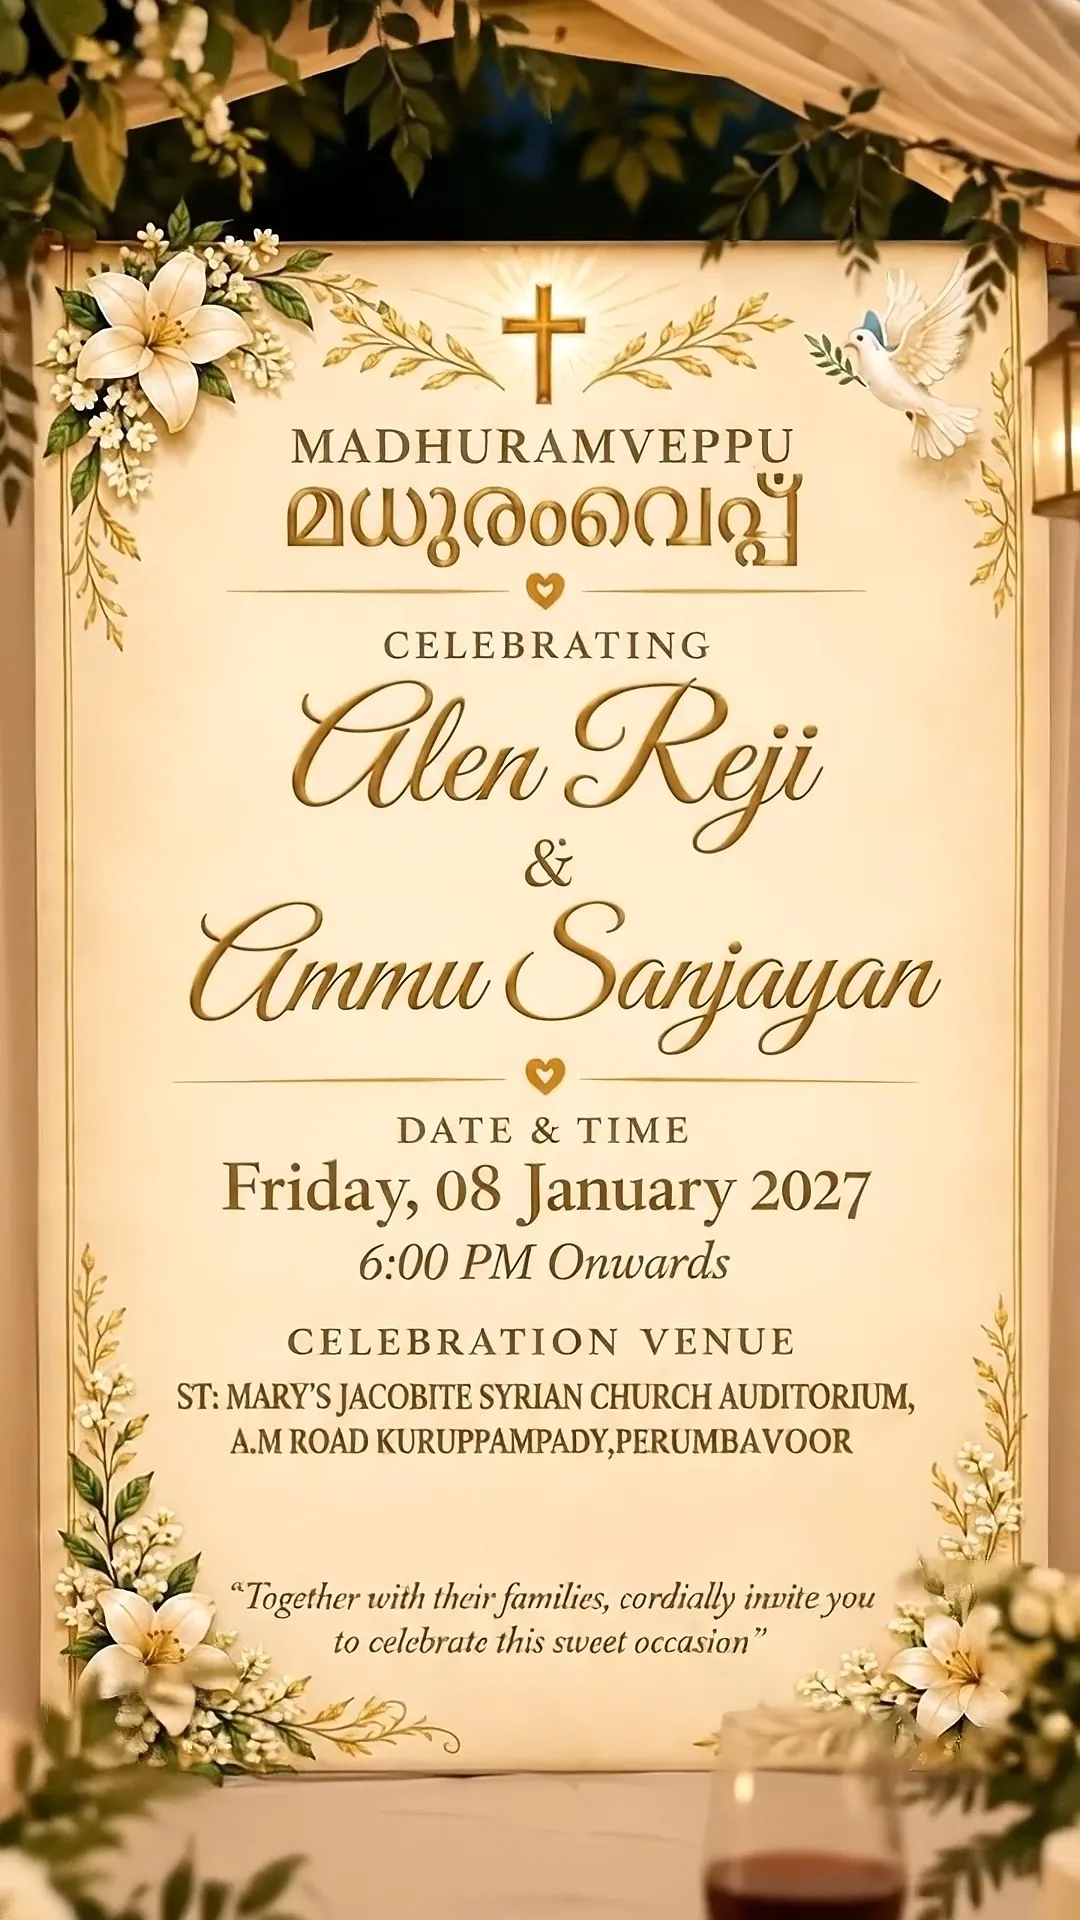 MADHURAMVEPPU
മധുരംവെപ്പ്
CELEBRATING
Alen Reji
&
Ammu Sanjayan
DATE & TIME
Friday, 08 January 2027
6:00 PM Onwards
CELEBRATION VENUE
ST: MARY'S JACOBITE SYRIAN CHURCH AUDITORIUM,
A.M ROAD KURUPPAMPADY,PERUMBAVOOR
“Together with their families, cordially invite you
to celebrate this sweet occasion”